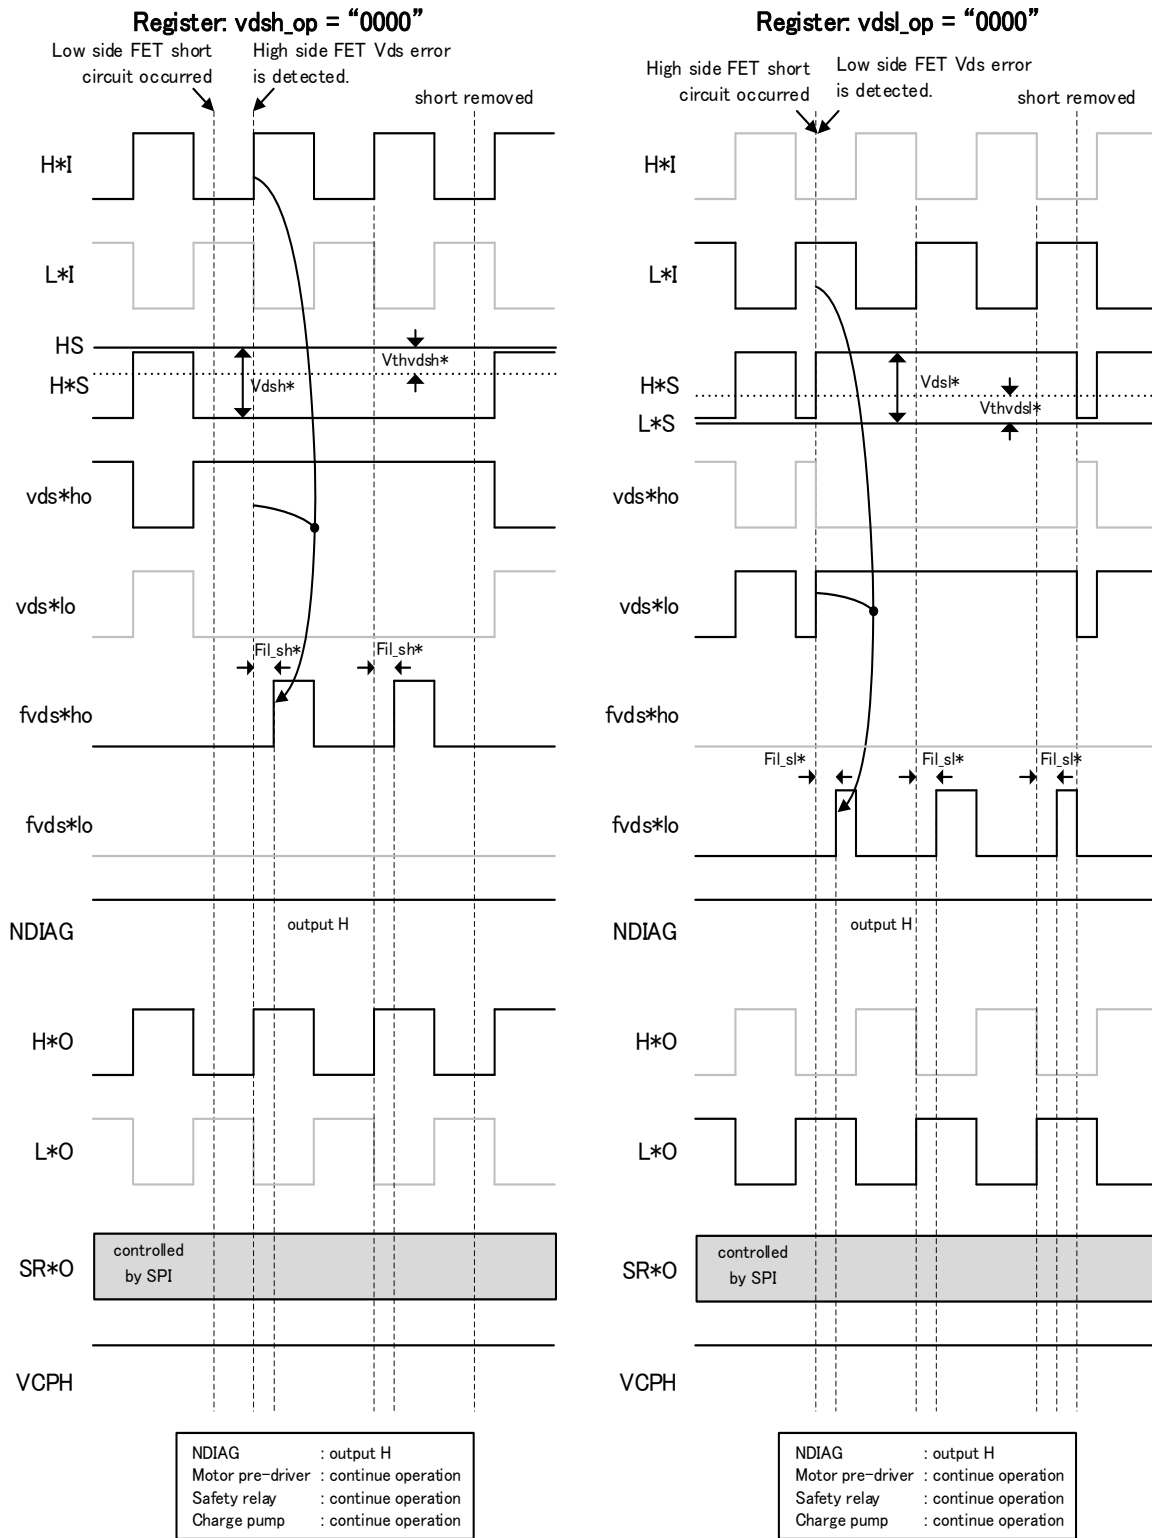 Register: vdsh_op = “0000”
Low side FET short
circuit occurred
High side FET Vds error
is detected.
short removed
H*I
L*I
HS
Vthvdsh*
H*S
Vdsh*
vds*ho
vds*lo
Fil_sh*
Fil_sh*
fvds*ho
fvds*lo
output H
NDIAG
H*O
L*O
controlled
by SPI
SR*O
VCPH
NDIAG : output H
Motor pre-driver : continue operation
Safety relay : continue operation
Charge pump : continue operation
Register: vdsl_op = “0000”
High side FET short
circuit occurred
Low side FET Vds error
is detected.
short removed
H*I
L*I
H*S
Vdsl*
Vthvdsl*
L*S
vds*ho
vds*lo
fvds*ho
Fil_sl*
Fil_sl*
Fil_sl*
fvds*lo
output H
NDIAG
H*O
L*O
controlled
by SPI
SR*O
VCPH
NDIAG : output H
Motor pre-driver : continue operation
Safety relay : continue operation
Charge pump : continue operation